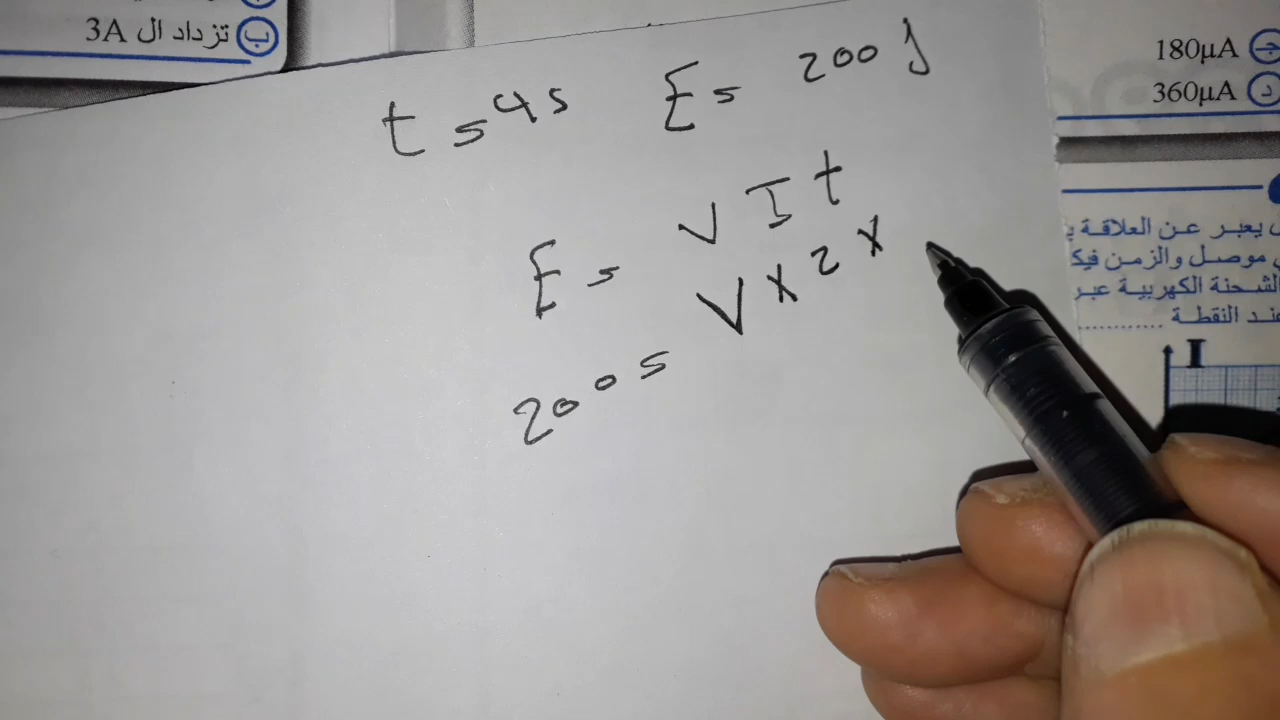 ب تزداد ال 3A
180µA ج
360µA د
t = 4s E = 200 J
E = V I t
200 = V x 2 x
يعبر عن العلاقة
موصل والزمن فيكـ
الشحنة الكهربية عبر
عند النقطة ............
I